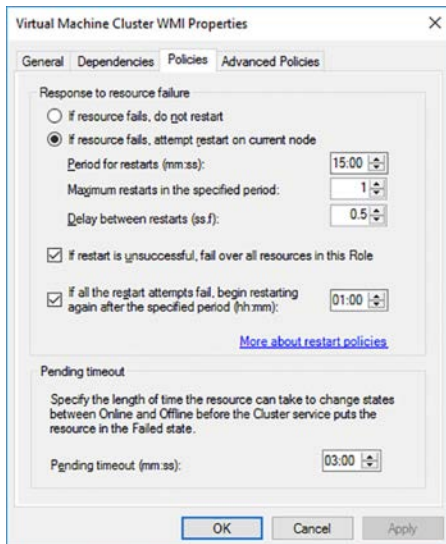 Virtual Machine Cluster WMI Properties
General Dependencies Policies Advanced Policies
Response to resource failure
If resource fails, do not restart
If resource fails, attempt restart on current node
Period for restarts (mm:ss): 15:00
Maximum restarts in the specified period: 1
Delay between restarts (ss.f): 0.5
If restart is unsuccessful, fail over all resources in this Role
If all the restart attempts fail, begin restarting
again after the specified period (hh:mm): 01:00
More about restart policies
Pending timeout
Specify the length of time the resource can take to change states
between Online and Offline before the Cluster service puts the
resource in the Failed state.
Pending timeout (mm:ss): 03:00
OK Cancel Apply